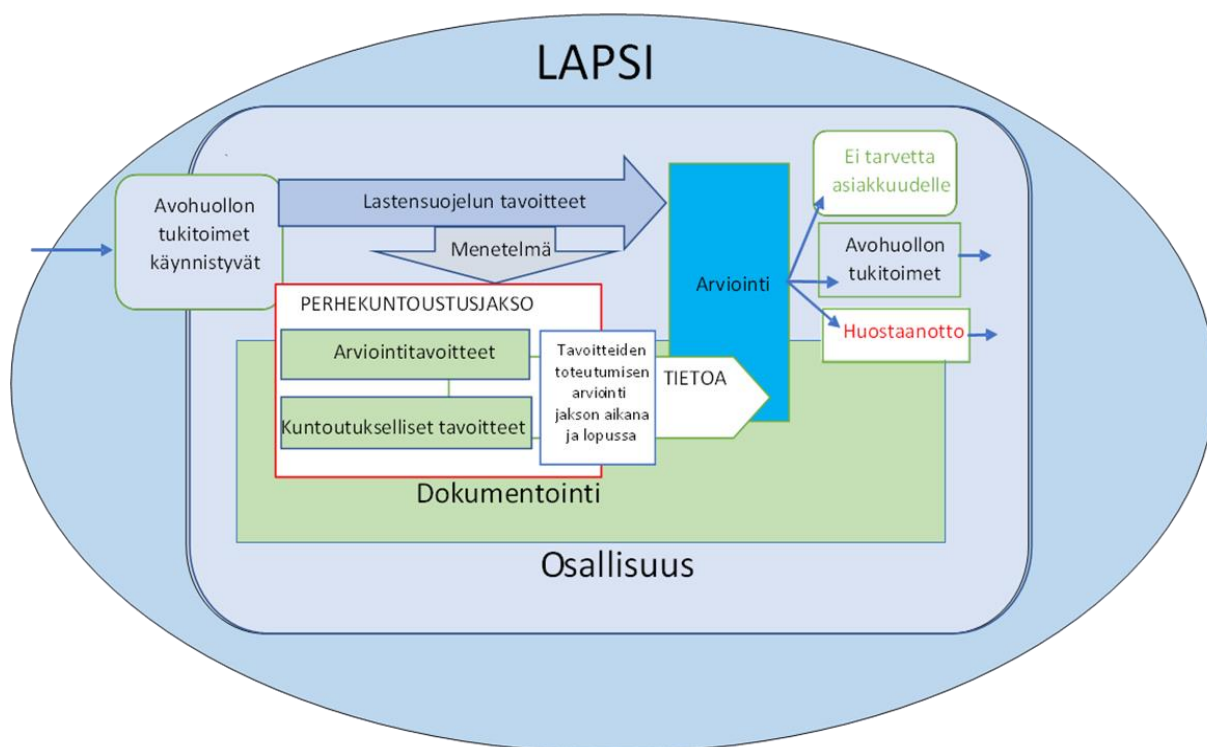 LAPSI
Avohuollon
tukitoimet
käynnistyvät
Lastensuojelun tavoitteet
Menetelmä
PERHEKUNTOUSTUSJAKSO
Arviointitavoitteet
Kuntoutukselliset tavoitteet
Tavoitteiden
toteutumisen
arviointi
jakson aikana
ja lopussa
TIETOA
Arviointi
Ei tarvetta
asiakkuudelle
Avohuollon
tukitoimet
Huostaanotto
Dokumentointi
Osallisuus